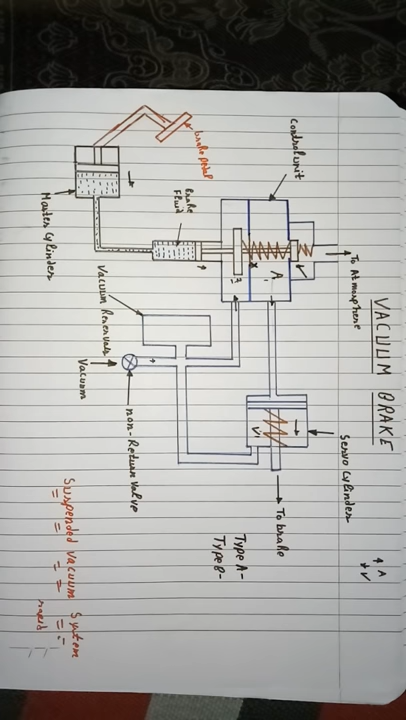 VACUUM BRAKE
↑ A
↓ V
To Atmosphere
control unit
A
V
brake pedal
Brake
Fluid
Master cylinder
Servo cylinder
V
To brake
Vacuum Reservais
Vacuum
non-Return valve
Type A-
Type B-
Suspended vacuum System